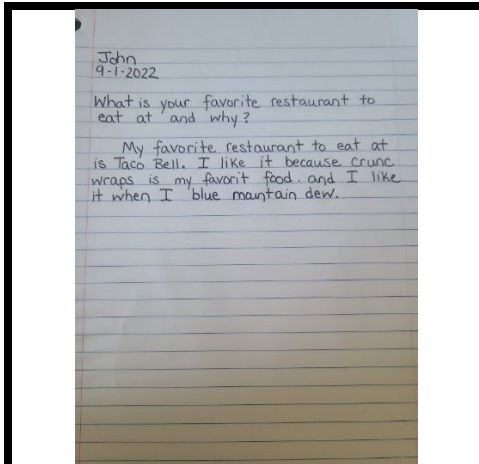 John
9-1-2022
What is your favorite restaurant to
eat at and why?
My favorite restaurant to eat at
is Taco Bell. I like it because crunc
wraps is my favorit food. and I like
it when I blue mauntain dew.